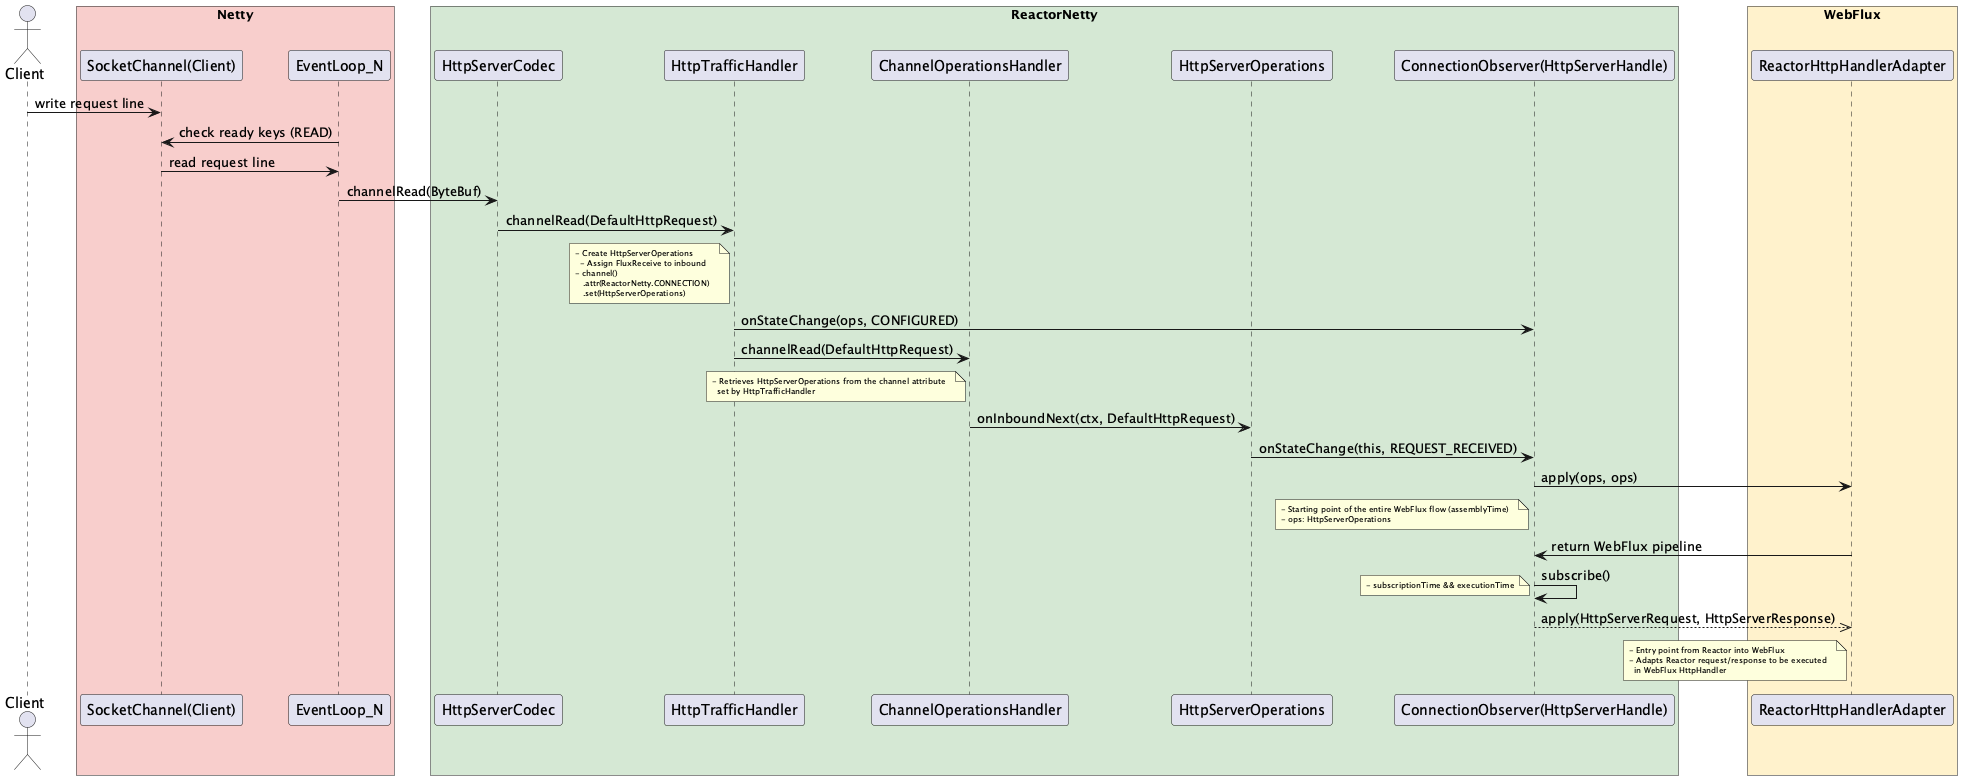 Netty
ReactorNetty
WebFlux
Client
SocketChannel(Client)
EventLoop_N
HttpServerCodec
HttpTrafficHandler
ChannelOperationsHandler
HttpServerOperations
ConnectionObserver(HttpServerHandle)
ReactorHttpHandlerAdapter
write request line
check ready keys (READ)
read request line
channelRead(ByteBuf)
channelRead(DefaultHttpRequest)
- Create HttpServerOperations
- Assign FluxReceive to inbound
- channel()
.attr(ReactorNetty.CONNECTION)
.set(HttpServerOperations)
onStateChange(ops, CONFIGURED)
channelRead(DefaultHttpRequest)
- Retrieves HttpServerOperations from the channel attribute
set by HttpTrafficHandler
onInboundNext(ctx, DefaultHttpRequest)
onStateChange(this, REQUEST_RECEIVED)
apply(ops, ops)
- Starting point of the entire WebFlux flow (assemblyTime)
- ops: HttpServerOperations
return WebFlux pipeline
subscribe()
- subscriptionTime && executionTime
apply(HttpServerRequest, HttpServerResponse)
- Entry point from Reactor into WebFlux
- Adapts Reactor request/response to be executed
in WebFlux HttpHandler
Client
SocketChannel(Client)
EventLoop_N
HttpServerCodec
HttpTrafficHandler
ChannelOperationsHandler
HttpServerOperations
ConnectionObserver(HttpServerHandle)
ReactorHttpHandlerAdapter